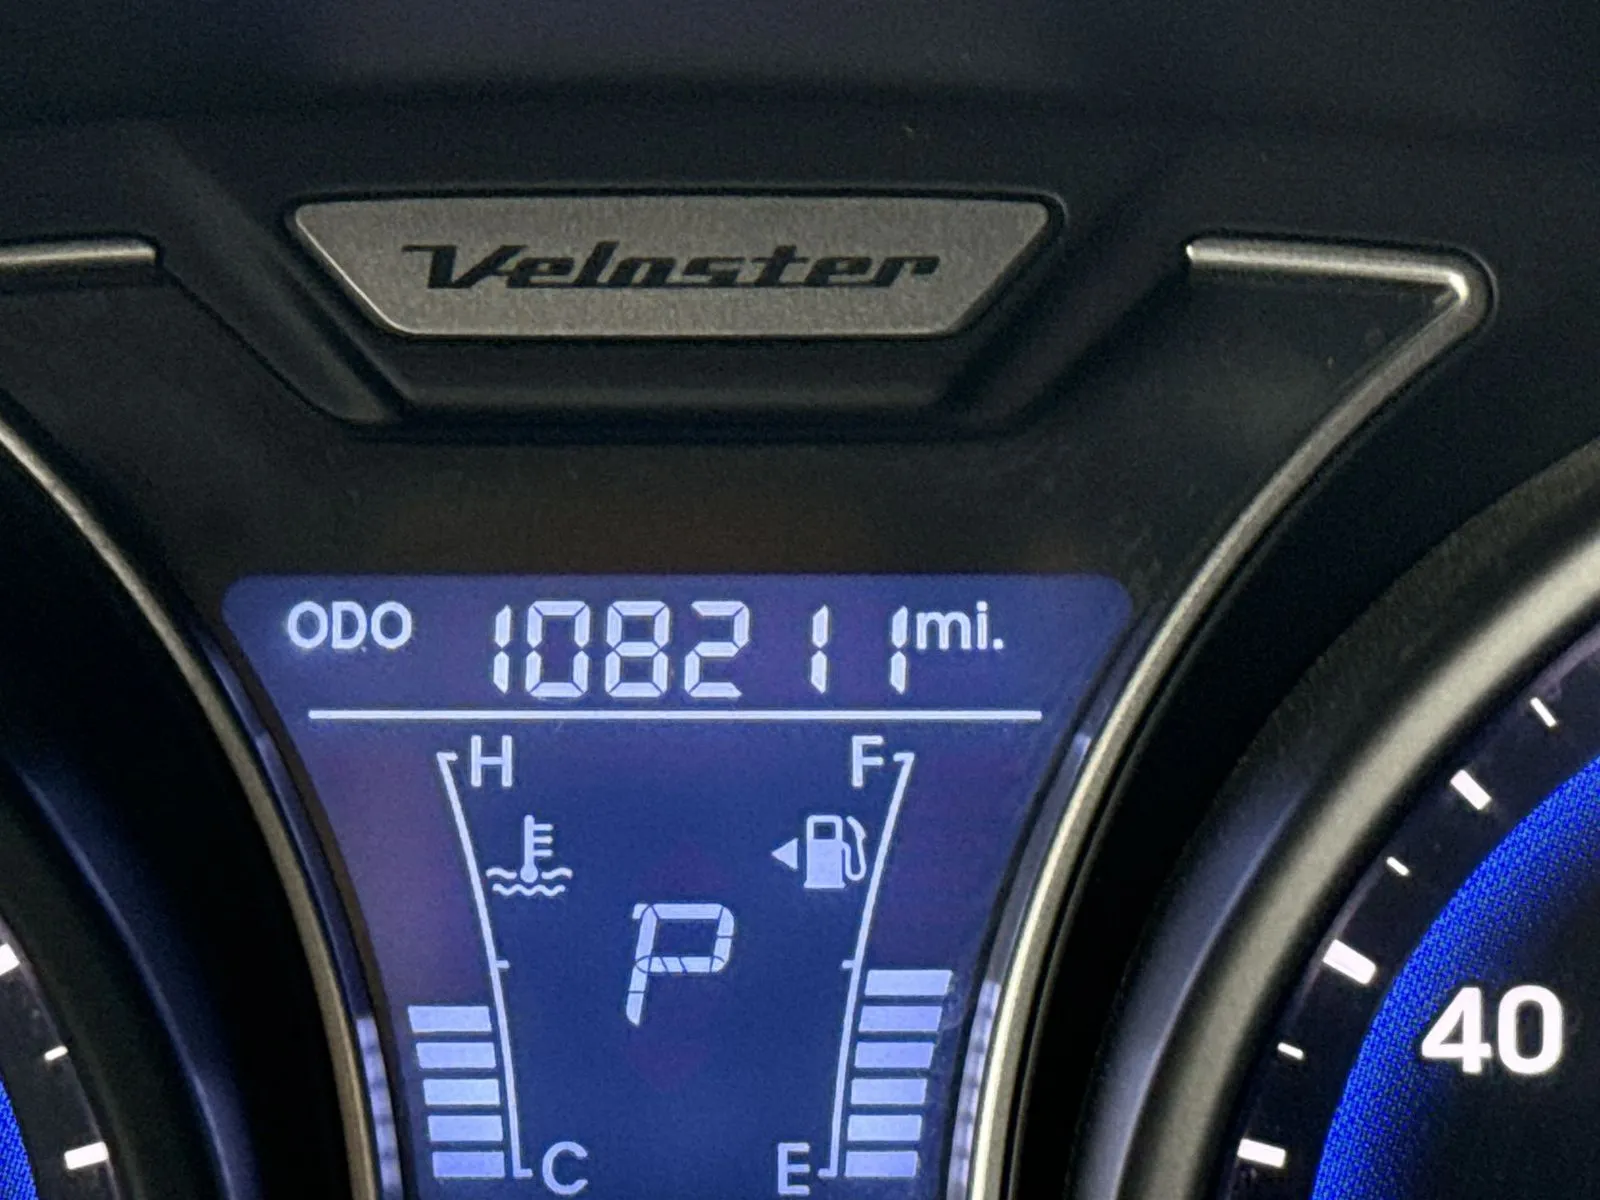 Veloster
ODO 108211 mi.
H F
P
40
C E